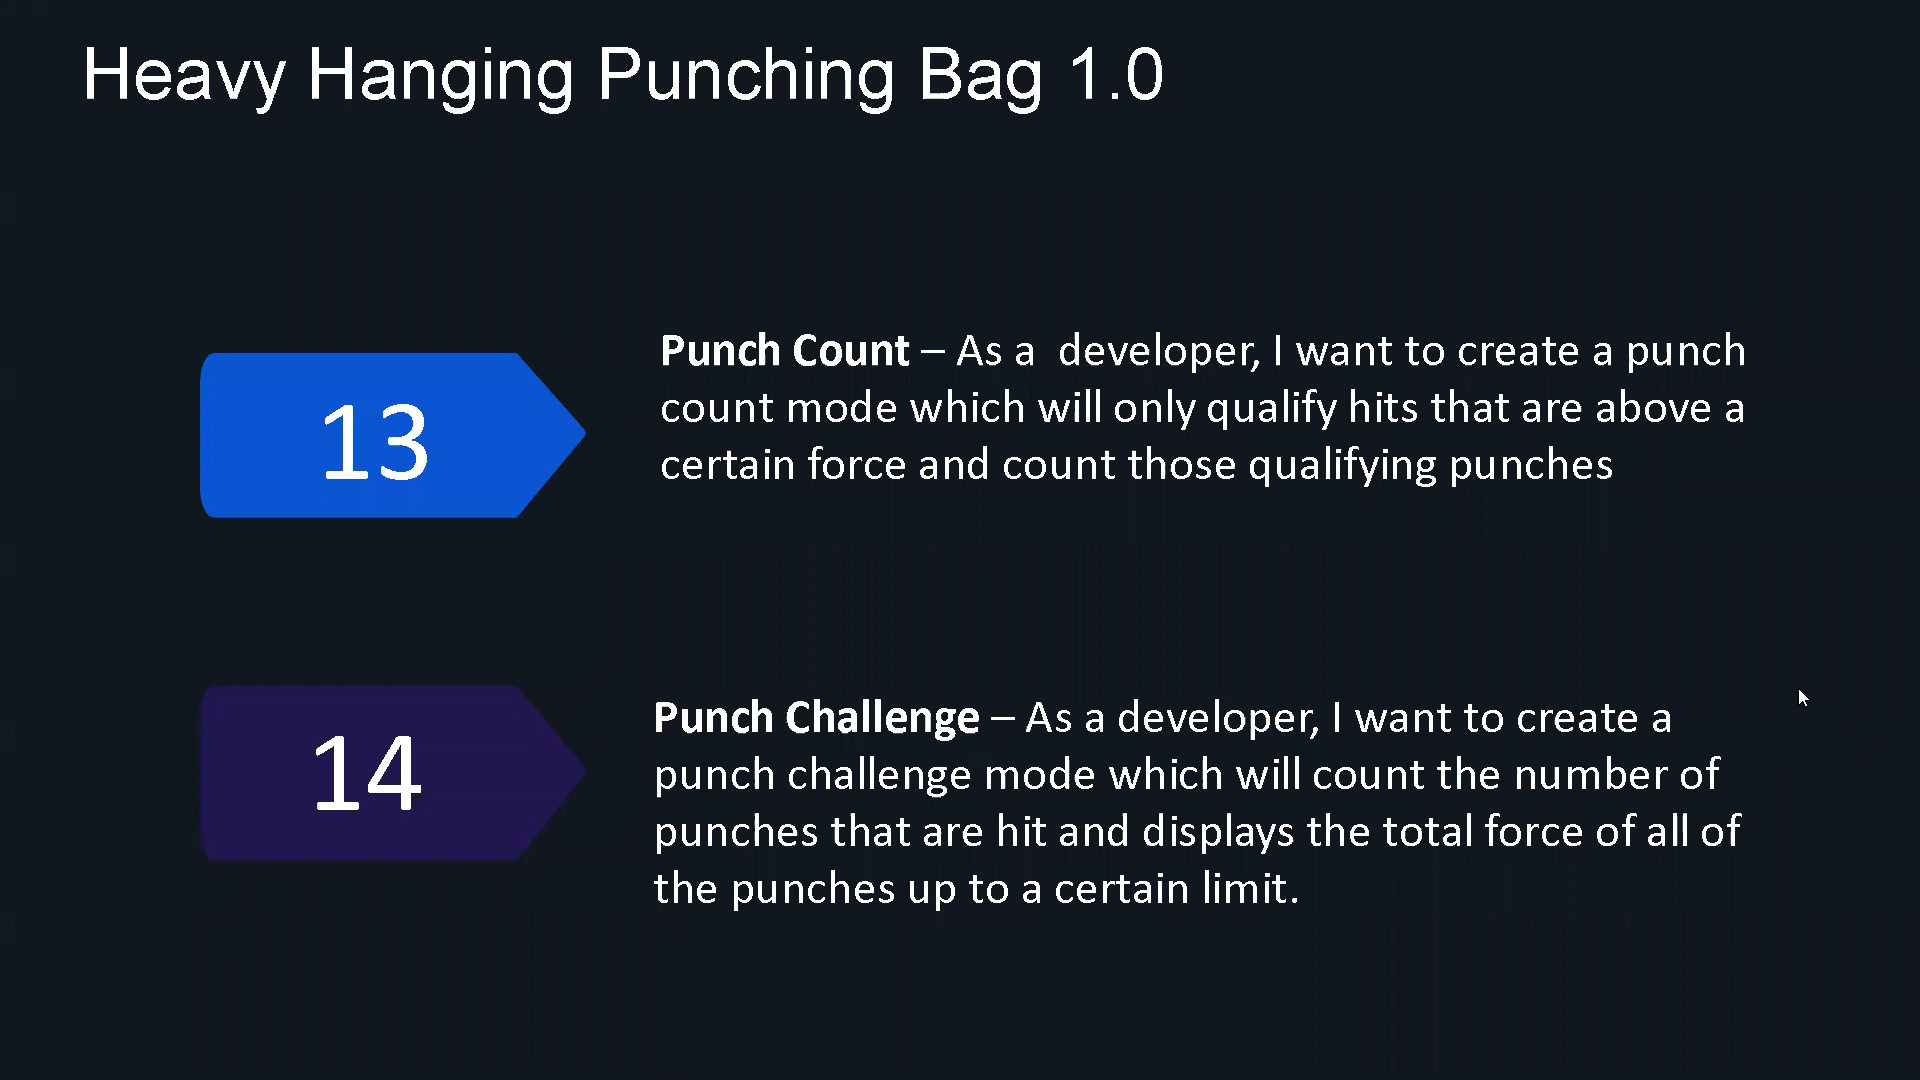 Heavy Hanging Punching Bag 1.0
13
Punch Count – As a  developer, I want to create a punch
count mode which will only qualify hits that are above a
certain force and count those qualifying punches
14
Punch Challenge – As a developer, I want to create a
punch challenge mode which will count the number of
punches that are hit and displays the total force of all of
the punches up to a certain limit.